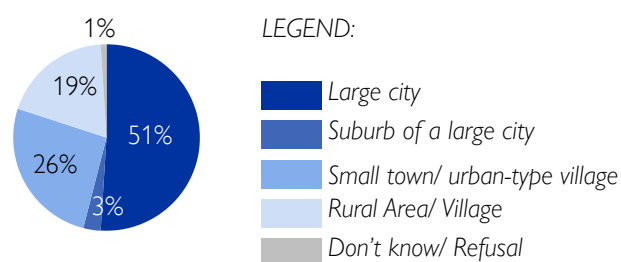 1%
19%
51%
26%
3%
LEGEND:
Large city
Suburb of a large city
Small town/ urban-type village
Rural Area/ Village
Don't know/ Refusal